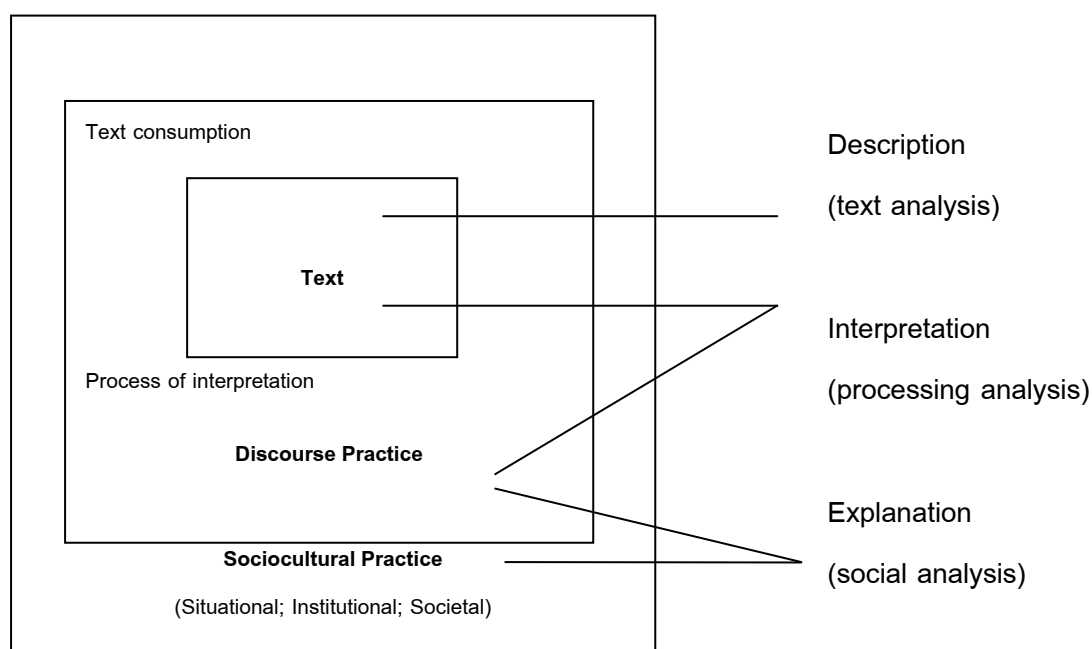 Text consumption
Text
Process of interpretation
Discourse Practice
Sociocultural Practice
(Situational; Institutional; Societal)
Description
(text analysis)
Interpretation
(processing analysis)
Explanation
(social analysis)